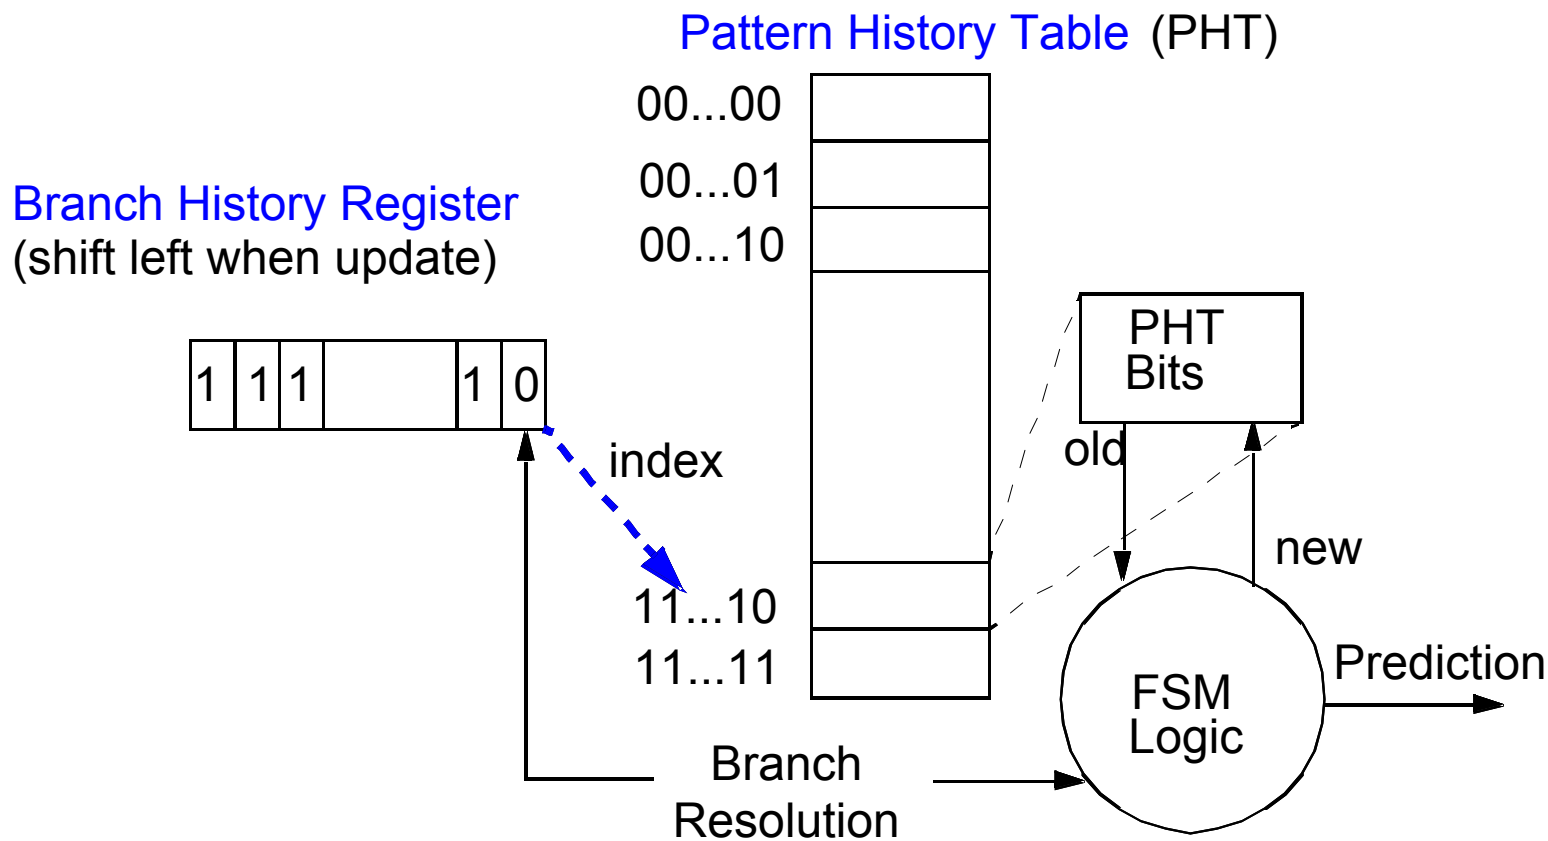 Pattern History Table (PHT)
00...00
00...01
00...10
Branch History Register
(shift left when update)
1 1 1 1 0
index
PHT
Bits
old
new
11...10
11...11
FSM
Logic
Prediction
Branch
Resolution